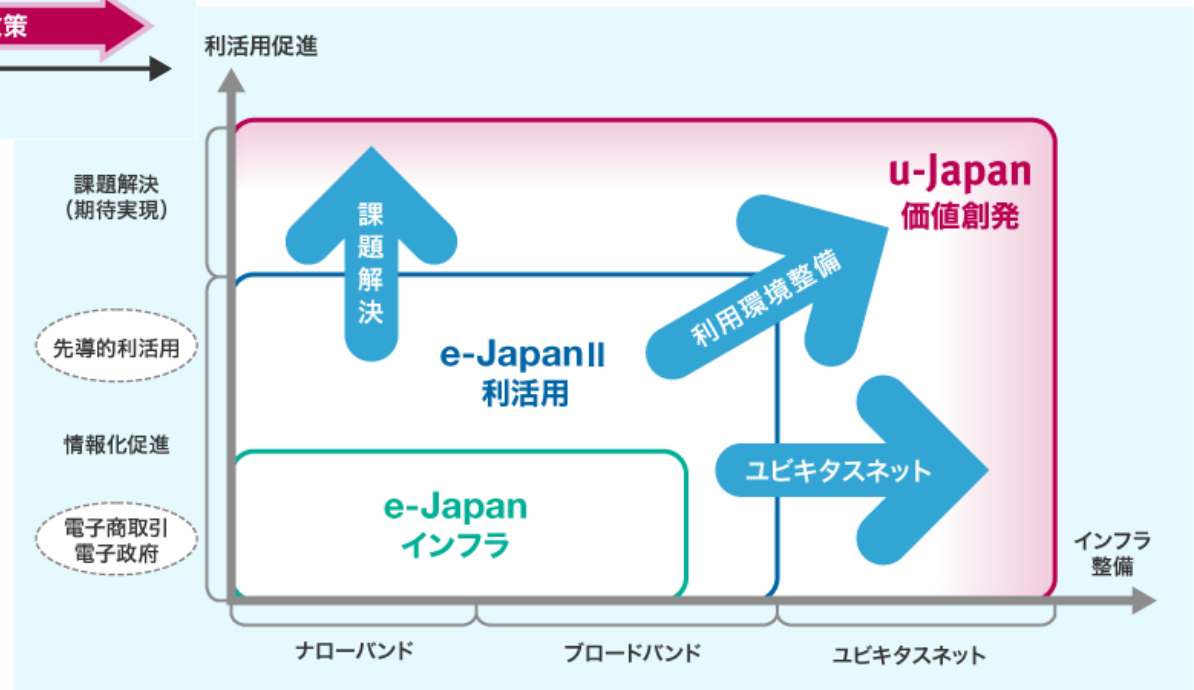 策
利活用促進
課題解決
(期待実現)
先導的利活用
情報化促進
電子商取引
電子政府
課題解決
u-Japan
価値創発
利用環境整備
e-JapanII
利活用
ユビキタスネット
e-Japan
インフラ
インフラ
整備
ナローバンド
ブロードバンド
ユビキタスネット